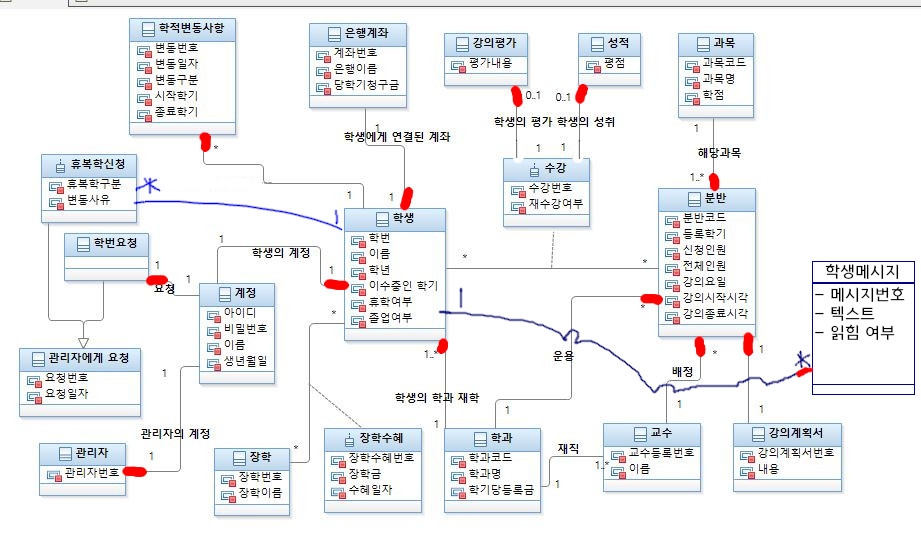 학적변동사항
변동번호
변동일자
변동구분
시작학기
종료학기
*
1
은행계좌
계좌번호
은행이름
당학기청구금
1
학생에게 연결된 계좌
1
강의평가
평가내용
0..1
학생의 평가
1
성적
평점
0..1
학생의 성취
1
과목
과목코드
과목명
학점
1
해당과목
1..*
휴복학신청
휴복학구분
변동사유
*
1
수강
수강번호
재수강여부
분반
분반코드
등록학기
신청인원
전체인원
강의요일
강의시작시각
강의종료시각
학생
학번
이름
학년
이수중인 학기
휴학여부
졸업여부
*
*
학번요청
1
요청
1
1
학생의 계정
1
계정
아이디
비밀번호
이름
생년월일
1
학생메시지
- 메시지번호
- 텍스트
- 읽힘 여부
*
*
1..*
운용
*
*
1
배정
관리자에게 요청
요청번호
요청일자
1
학생의 학과 재학
1
1
1
1
관리자의 계정
1
관리자
관리자번호
*
장학
장학번호
장학이름
장학수혜
장학수혜번호
장학금
수혜일자
학과
학과코드
학과명
학기당등록금
재직
1..*
1
교수
교수등록번호
이름
강의계획서
강의계획서번호
내용